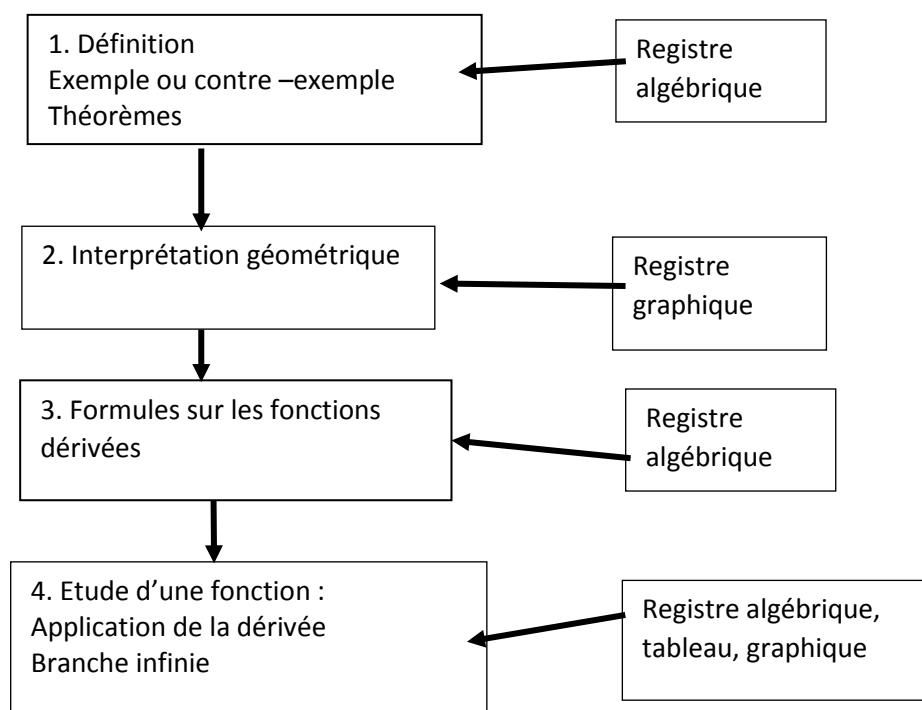 1. Définition
Exemple ou contre –exemple
Théorèmes
Registre
algébrique
2. Interprétation géométrique
Registre
graphique
3. Formules sur les fonctions
dérivées
Registre
algébrique
4. Etude d’une fonction :
Application de la dérivée
Branche infinie
Registre algébrique,
tableau, graphique